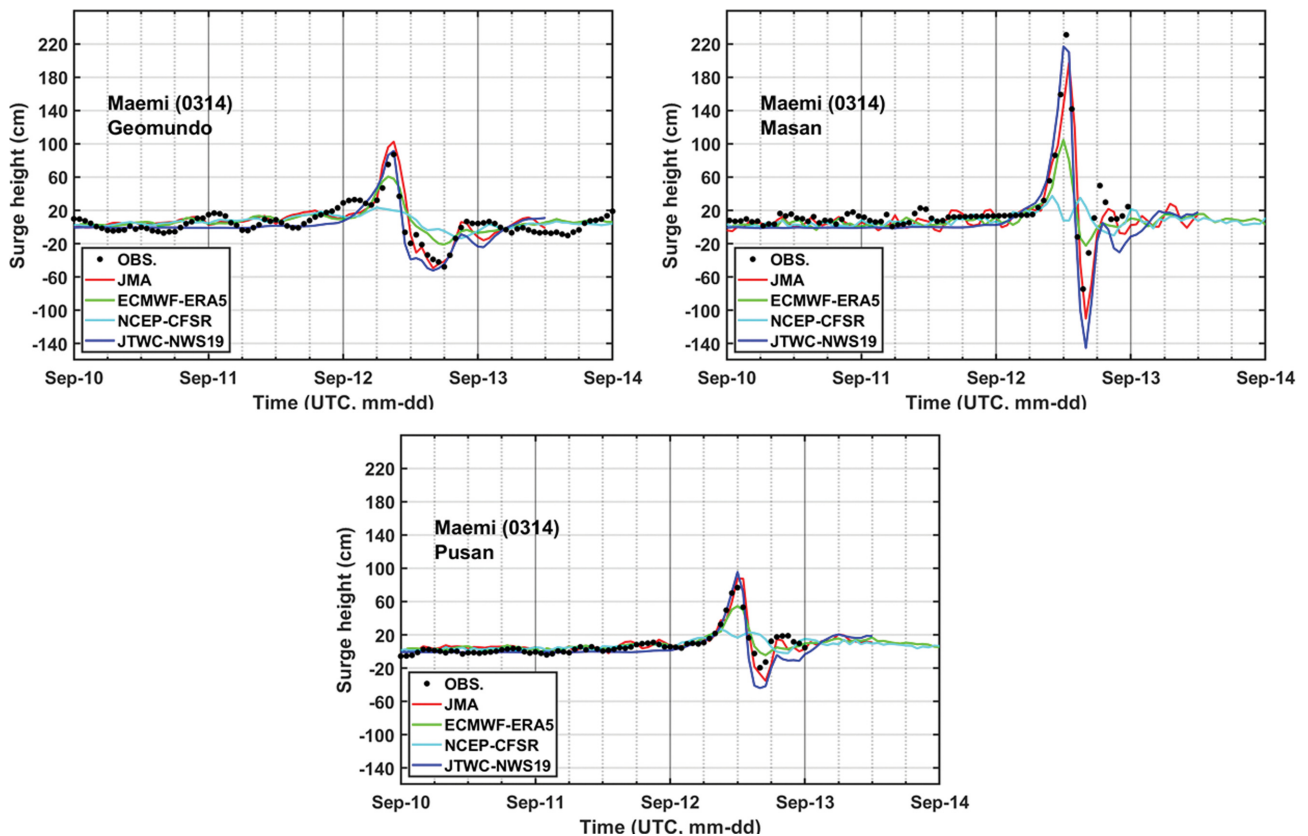 220
180
140
100
60
20
-20
-60
-100
-140
Surge height (cm)
Maemi (0314)
Geomundo
OBS.
JMA
ECMWF-ERA5
NCEP-CFSR
JTWC-NWS19
Sep-10 Sep-11 Sep-12 Sep-13 Sep-14
Time (UTC, mm-dd)
220
180
140
100
60
20
-20
-60
-100
-140
Surge height (cm)
Maemi (0314)
Masan
OBS.
JMA
ECMWF-ERA5
NCEP-CFSR
JTWC-NWS19
Sep-10 Sep-11 Sep-12 Sep-13 Sep-14
Time (UTC, mm-dd)
220
180
140
100
60
20
-20
-60
-100
-140
Surge height (cm)
Maemi (0314)
Pusan
OBS.
JMA
ECMWF-ERA5
NCEP-CFSR
JTWC-NWS19
Sep-10 Sep-11 Sep-12 Sep-13 Sep-14
Time (UTC, mm-dd)